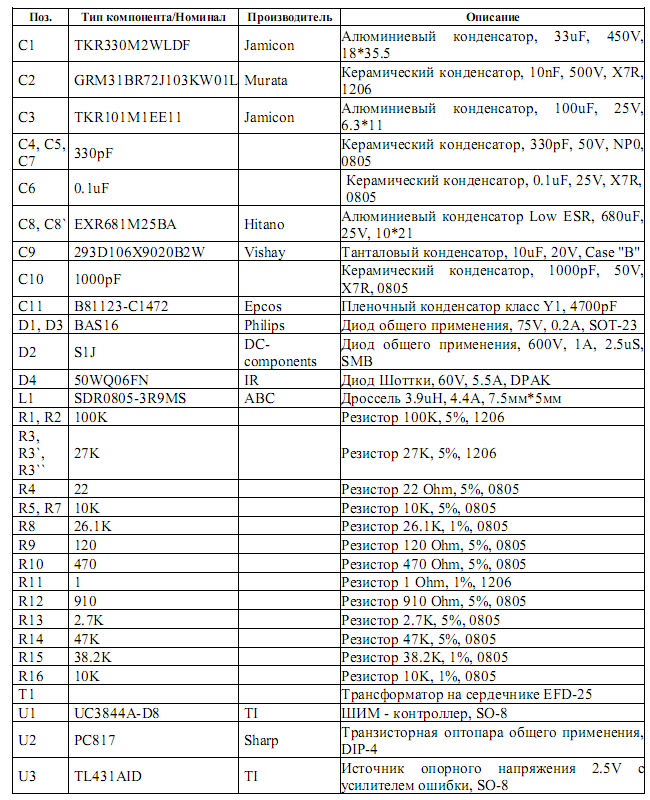 Поз. Тип компонента/Номинал Производитель Описание
C1 TKR330M2WLDF Jamicon Алюминиевый конденсатор, 33uF, 450V,
18*35.5
C2 GRM31BR72J103KW01L Murata Керамический конденсатор, 10nF, 500V, X7R,
1206
C3 TKR101M1EE11 Jamicon Алюминиевый конденсатор, 100uF, 25V,
6.3*11
C4, C5,
C7 330pF Керамический конденсатор, 330pF, 50V, NP0,
0805
C6 0.1uF Керамический конденсатор, 0.1uF, 25V, X7R,
0805
C8, C8` EXR681M25BA Hitano Алюминиевый конденсатор Low ESR, 680uF,
25V, 10*21
C9 293D106X9020B2W Vishay Танталовый конденсатор, 10uF, 20V, Case "B"
C10 1000pF Керамический конденсатор, 1000pF, 50V,
X7R, 0805
C11 B81123-C1472 Epcos Пленочный конденсатор класс Y1, 4700pF
D1, D3 BAS16 Philips Диод общего применения, 75V, 0.2A, SOT-23
D2 S1J DC-
components Диод общего применения, 600V, 1A, 2.5uS,
SMB
D4 50WQ06FN IR Диод Шоттки, 60V, 5.5A, DPAK
L1 SDR0805-3R9MS ABC Дроссель 3.9uH, 4.4A, 7.5мм*5мм
R1, R2 100K Резистор 100K, 5%, 1206
R3,
R3`,
R3`` 27K Резистор 27K, 5%, 1206
R4 22 Резистор 22 Ohm, 5%, 0805
R5, R7 10K Резистор 10K, 5%, 0805
R8 26.1K Резистор 26.1K, 1%, 0805
R9 120 Резистор 120 Ohm, 5%, 0805
R10 470 Резистор 470 Ohm, 5%, 0805
R11 1 Резистор 1 Ohm, 1%, 1206
R12 910 Резистор 910 Ohm, 5%, 0805
R13 2.7K Резистор 2.7K, 5%, 0805
R14 47K Резистор 47K, 5%, 0805
R15 38.2K Резистор 38.2K, 1%, 0805
R16 10K Резистор 10K, 1%, 0805
T1 Трансформатор на сердечнике EFD-25
U1 UC3844A-D8 TI ШИМ - контроллер, SO-8
U2 PC817 Sharp Транзисторная оптопара общего применения,
DIP-4
U3 TL431AID TI Источник опорного напряжения 2.5V с
усилителем ошибки, SO-8